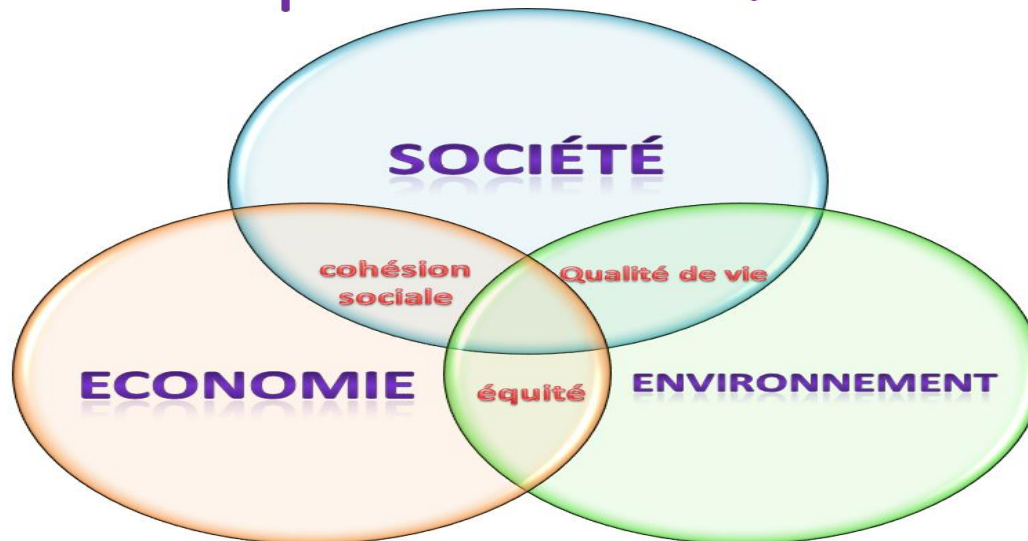 SOCIÉTÉ
cohésion
sociale
Qualité de vie
ECONOMIE
équité
ENVIRONNEMENT